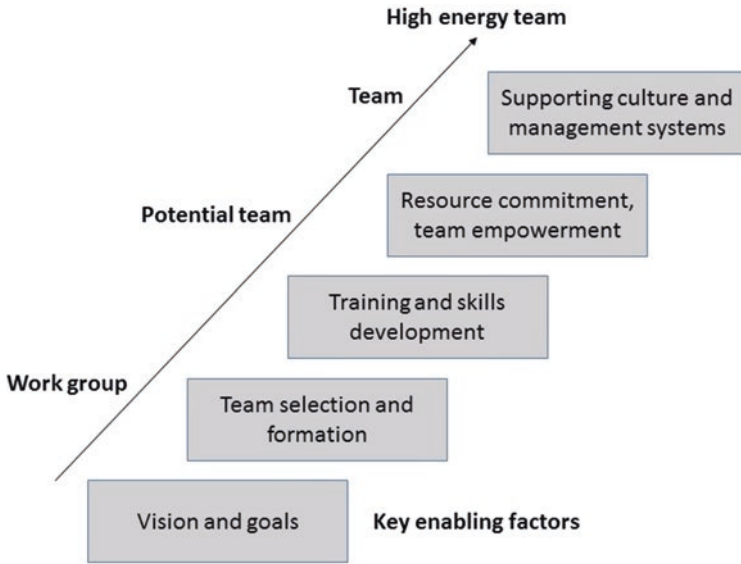 High energy team
Team
Supporting culture and
management systems
Potential team
Resource commitment,
team empowerment
Training and skills
development
Work group
Team selection and
formation
Vision and goals
Key enabling factors